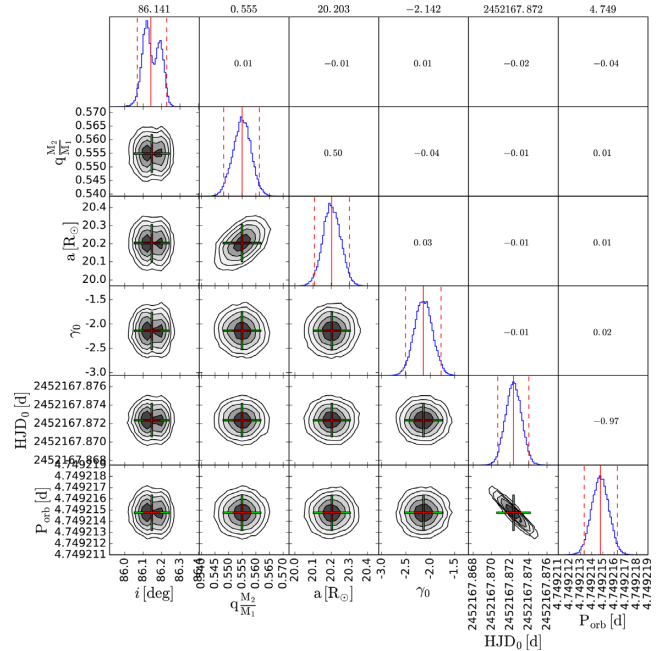 86.141 0.555 20.203 −2.142 2452167.872 4.749
0.01 −0.01 0.01 −0.02 −0.04
q M₂/M₁
0.570
0.565
0.560
0.555
0.550
0.545
0.540
0.50 −0.04 −0.01 0.01
a [R⊙]
20.4
20.3
20.2
20.1
20.0
0.03 −0.01 0.01
γ₀
−1.5
−2.0
−2.5
−3.0
−0.01 0.02
HJD₀ [d]
2452167.876
2452167.874
2452167.872
2452167.870
2452167.868
−0.97
P_orb [d]
4.749219
4.749218
4.749217
4.749216
4.749215
4.749214
4.749213
4.749212
4.749211
86.0 86.1 86.2 86.3 86.4
0.540 0.545 0.550 0.555 0.560 0.565 0.570
20.0 20.1 20.2 20.3 20.4
−3.0 −2.5 −2.0 −1.5
2452167.868 2452167.870 2452167.872 2452167.874 2452167.876
4.749211 4.749212 4.749213 4.749214 4.749215 4.749216 4.749217 4.749218 4.749219
i [deg] q M₂/M₁ a [R⊙] γ₀ HJD₀ [d] P_orb [d]